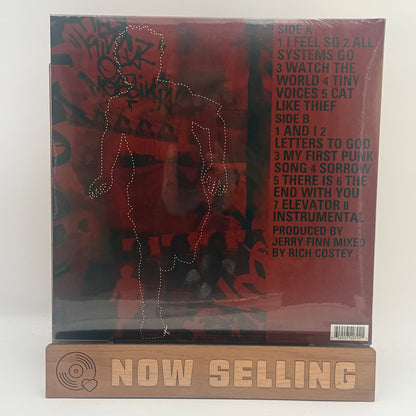 SIDE A
1 I FEEL SO 2 ALL
SYSTEMS GO
3 WATCH THE
WORLD 4 TINY
VOICES 5 CAT
LIKE THIEF
SIDE B
1 AND I 2
LETTERS TO GOD
3 MY FIRST PUNK
SONG 4 SORROW
5 THERE IS 6 THE
END WITH YOU
7 ELEVATOR 8
INSTRUMENTAL
PRODUCED BY
JERRY FINN MIXED
BY RICH COSTEY
NOW SELLING